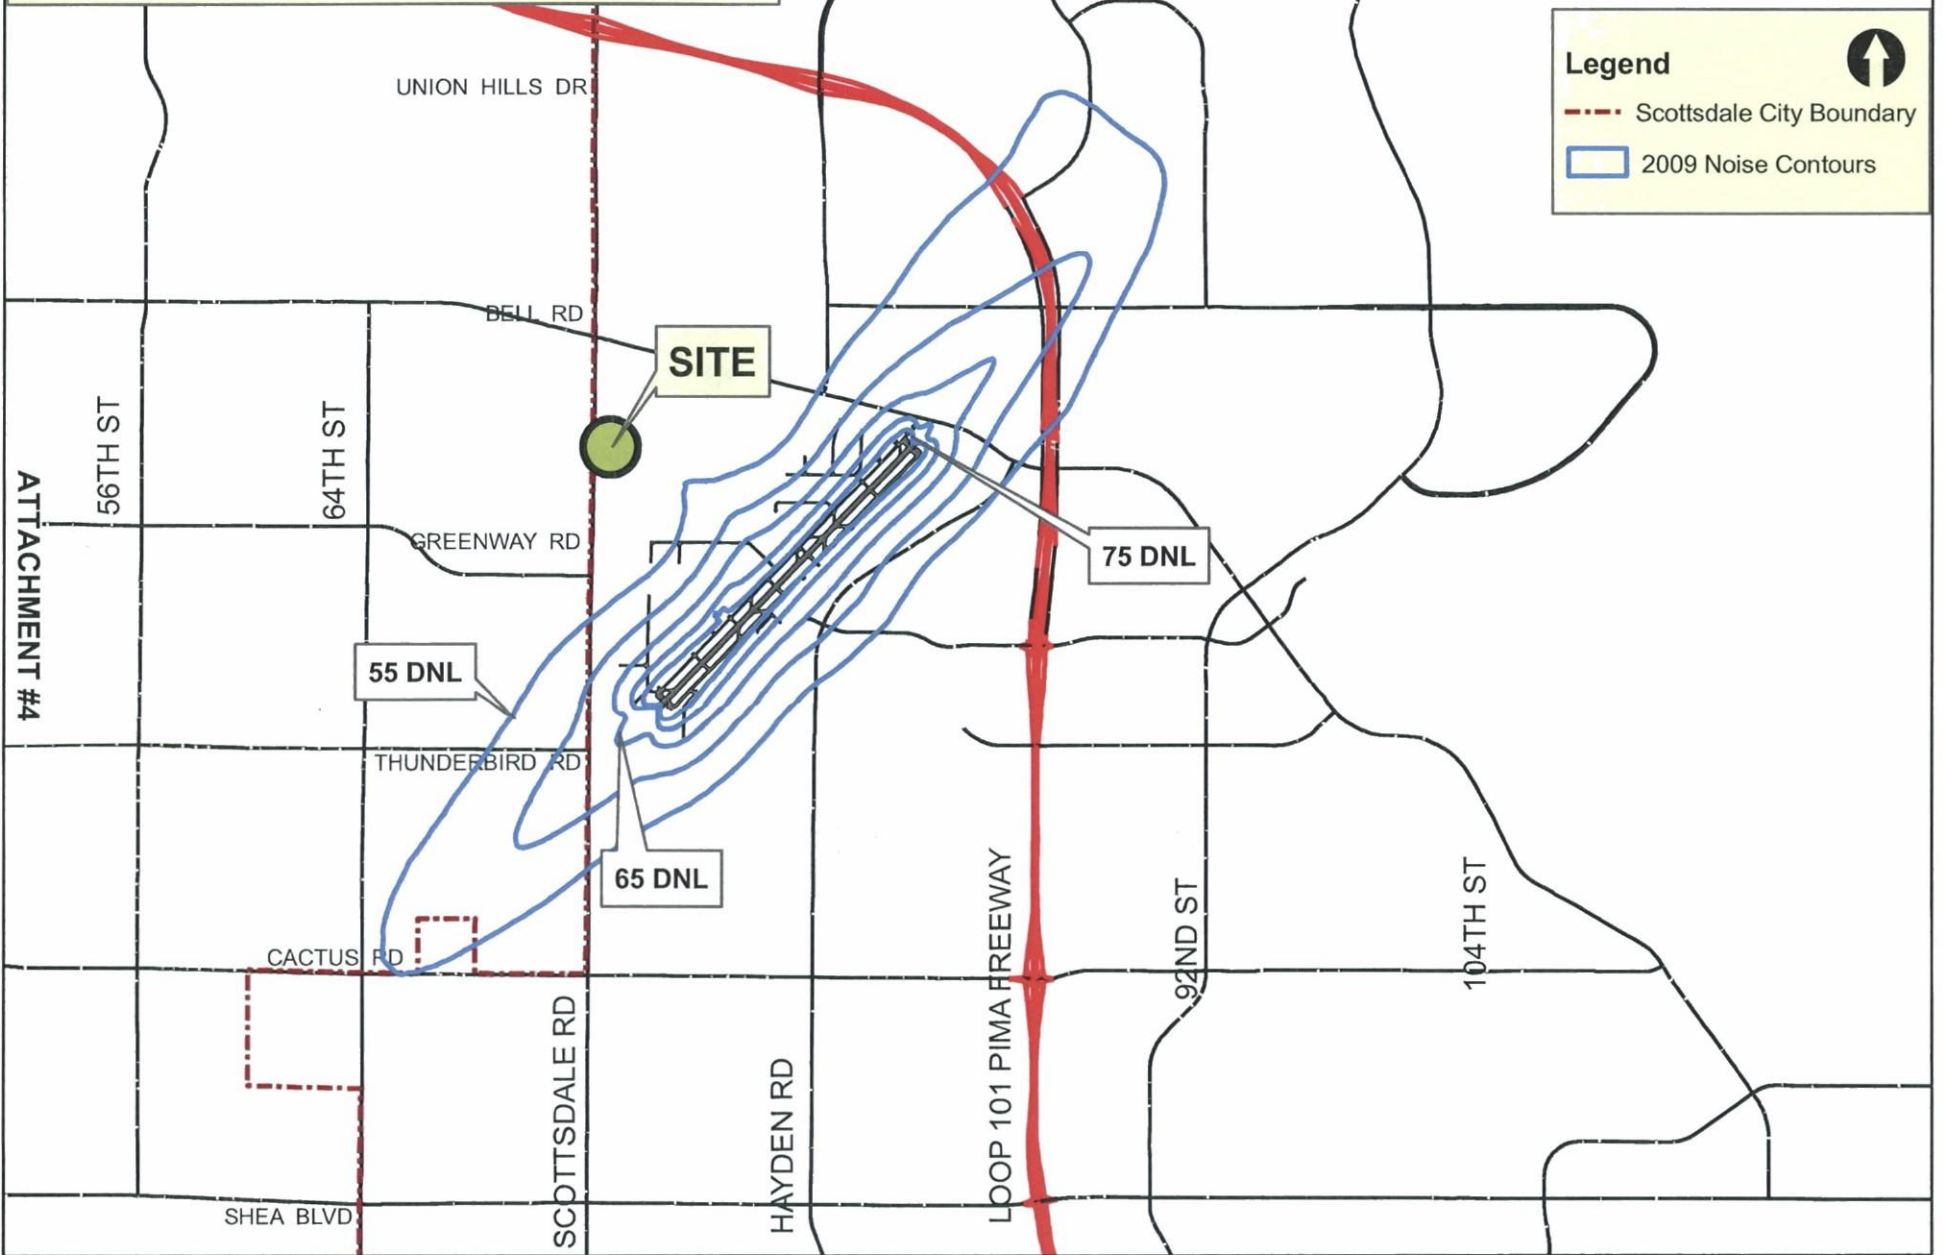 Legend
Scottsdale City Boundary
2009 Noise Contours
UNION HILLS DR
BELL RD
SITE
56TH ST
64TH ST
ATTACHMENT #4
GREENWAY RD
75 DNL
55 DNL
THUNDERBIRD RD
65 DNL
CACTUS RD
SCOTTSDALE RD
HAYDEN RD
LOOP 101 PIMA FREEWAY
92ND ST
104TH ST
SHEA BLVD